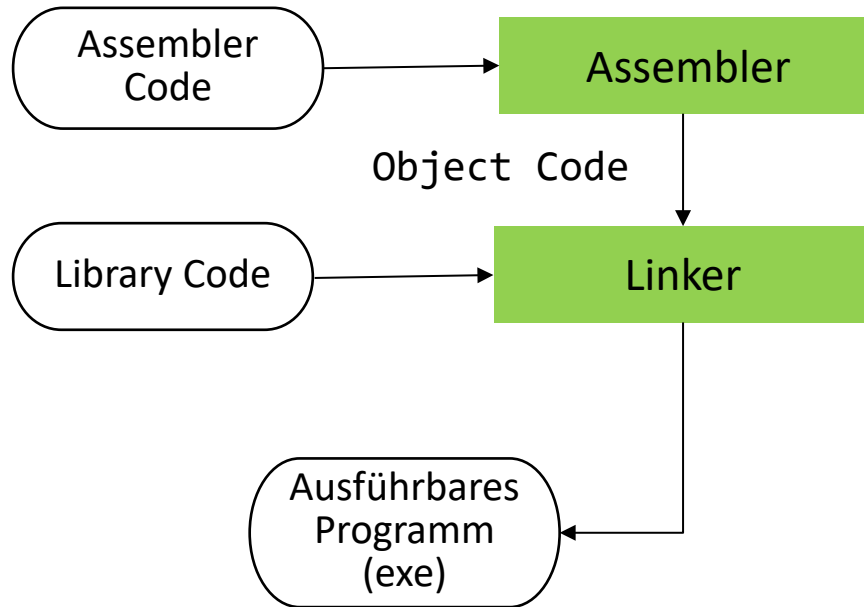 Assembler
Code
Assembler
Object Code
Library Code
Linker
Ausführbares
Programm
(exe)